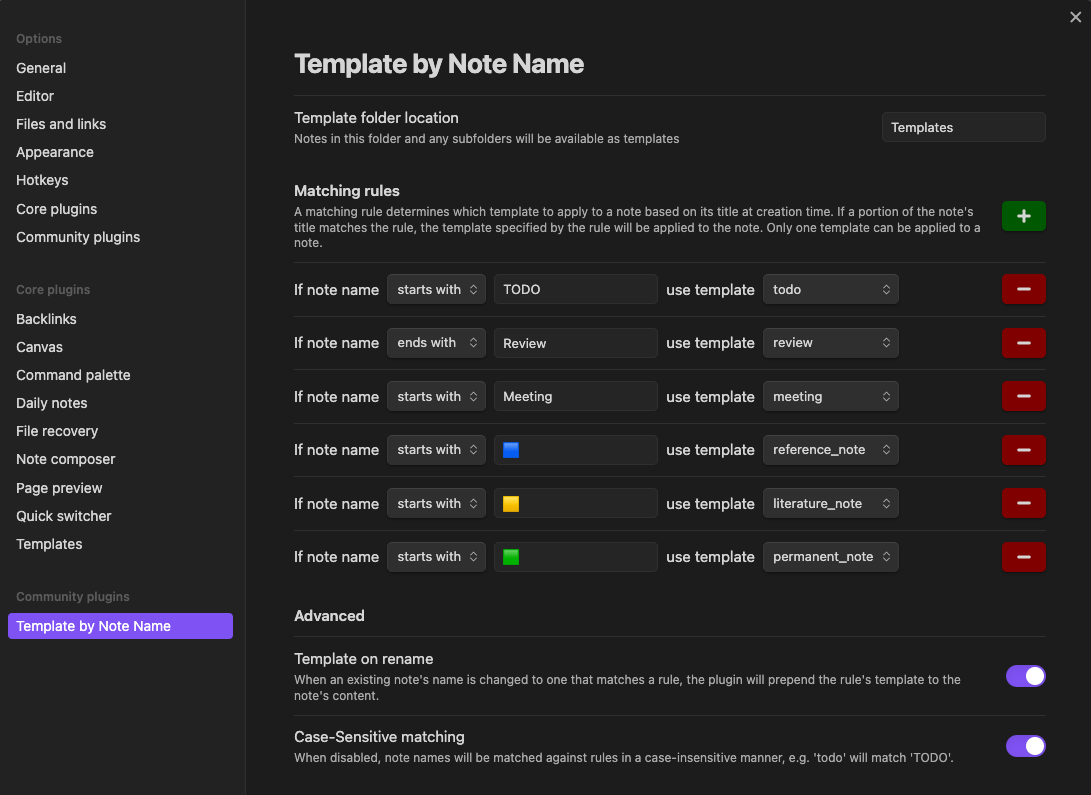 Options
General
Editor
Files and links
Appearance
Hotkeys
Core plugins
Community plugins
Core plugins
Backlinks
Canvas
Command palette
Daily notes
File recovery
Note composer
Page preview
Quick switcher
Templates
Community plugins
Template by Note Name
Template by Note Name
Template folder location
Notes in this folder and any subfolders will be available as templates
Templates
Matching rules
A matching rule determines which template to apply to a note based on its title at creation time. If a portion of the note's
title matches the rule, the template specified by the rule will be applied to the note. Only one template can be applied to a
note.
If note name starts with TODO use template todo
If note name ends with Review use template review
If note name starts with Meeting use template meeting
If note name starts with 🟦 use template reference_note
If note name starts with 🟨 use template literature_note
If note name starts with 🟩 use template permanent_note
Advanced
Template on rename
When an existing note's name is changed to one that matches a rule, the plugin will prepend the rule's template to the
note's content.
Case-Sensitive matching
When disabled, note names will be matched against rules in a case-insensitive manner, e.g. 'todo' will match 'TODO'.